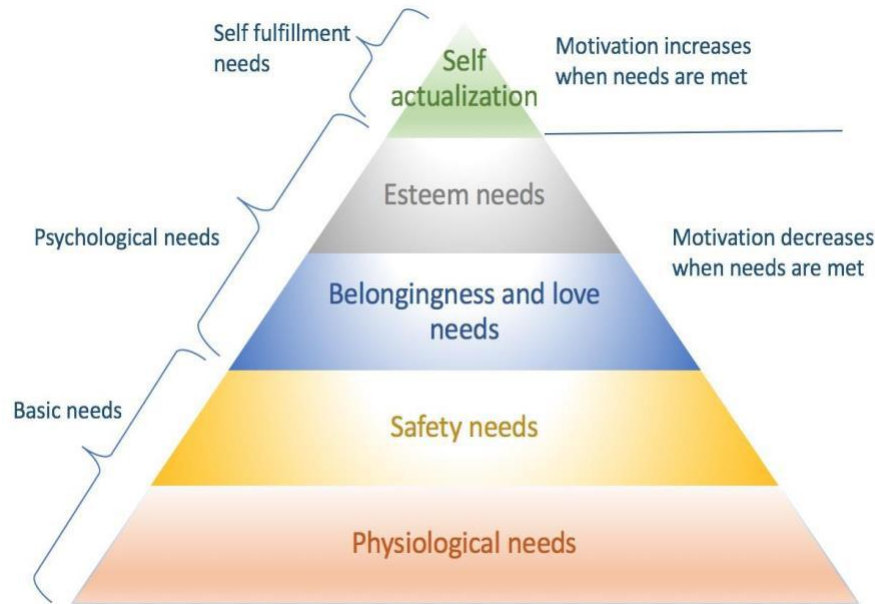 Self fulfillment
needs
Self
actualization
Motivation increases
when needs are met
Esteem needs
Psychological needs
Motivation decreases
when needs are met
Belongingness and love
needs
Basic needs
Safety needs
Physiological needs